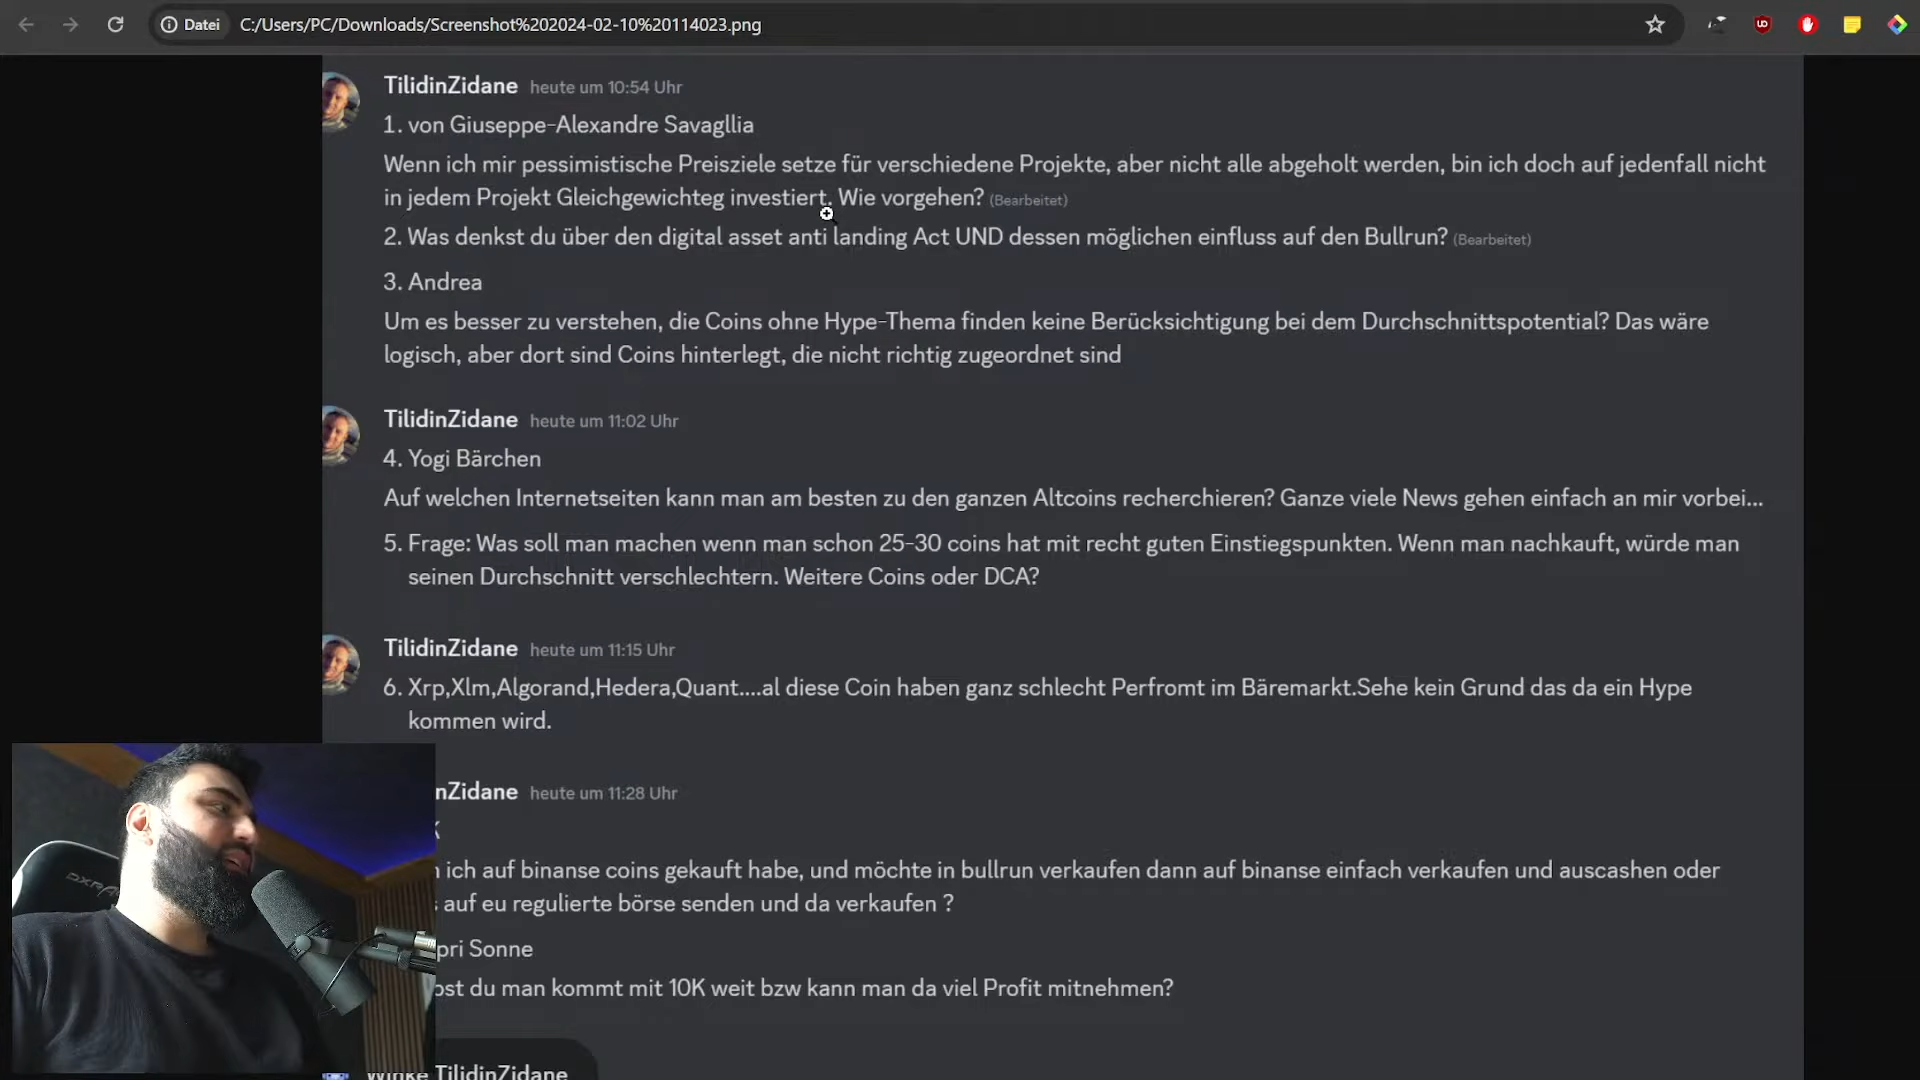 Datei C:/Users/PC/Downloads/Screenshot%202024-02-10%20114023.png
TilidinZidane heute um 10:54 Uhr
1. von Giuseppe-Alexandre Savagllia
Wenn ich mir pessimistische Preisziele setze für verschiedene Projekte, aber nicht alle abgeholt werden, bin ich doch auf jedenfall nicht
in jedem Projekt Gleichgewichteg investiert. Wie vorgehen? (Bearbeitet)
2. Was denkst du über den digital asset anti landing Act UND dessen möglichen einfluss auf den Bullrun? (Bearbeitet)
3. Andrea
Um es besser zu verstehen, die Coins ohne Hype-Thema finden keine Berücksichtigung bei dem Durchschnittspotential? Das wäre
logisch, aber dort sind Coins hinterlegt, die nicht richtig zugeordnet sind
TilidinZidane heute um 11:02 Uhr
4. Yogi Bärchen
Auf welchen Internetseiten kann man am besten zu den ganzen Altcoins recherchieren? Ganze viele News gehen einfach an mir vorbei...
5. Frage: Was soll man machen wenn man schon 25-30 coins hat mit recht guten Einstiegspunkten. Wenn man nachkauft, würde man
seinen Durchschnitt verschlechtern. Weitere Coins oder DCA?
TilidinZidane heute um 11:15 Uhr
6. Xrp,Xlm,Algorand,Hedera,Quant....al diese Coin haben ganz schlecht Perfromt im Bäremarkt.Sehe kein Grund das da ein Hype
kommen wird.
nZidane heute um 11:28 Uhr
ich auf binanse coins gekauft habe, und möchte in bullrun verkaufen dann auf binanse einfach verkaufen und auscashen oder
auf eu regulierte börse senden und da verkaufen ?
pri Sonne
bst du man kommt mit 10K weit bzw kann man da viel Profit mitnehmen?
Winke TilidinZidane